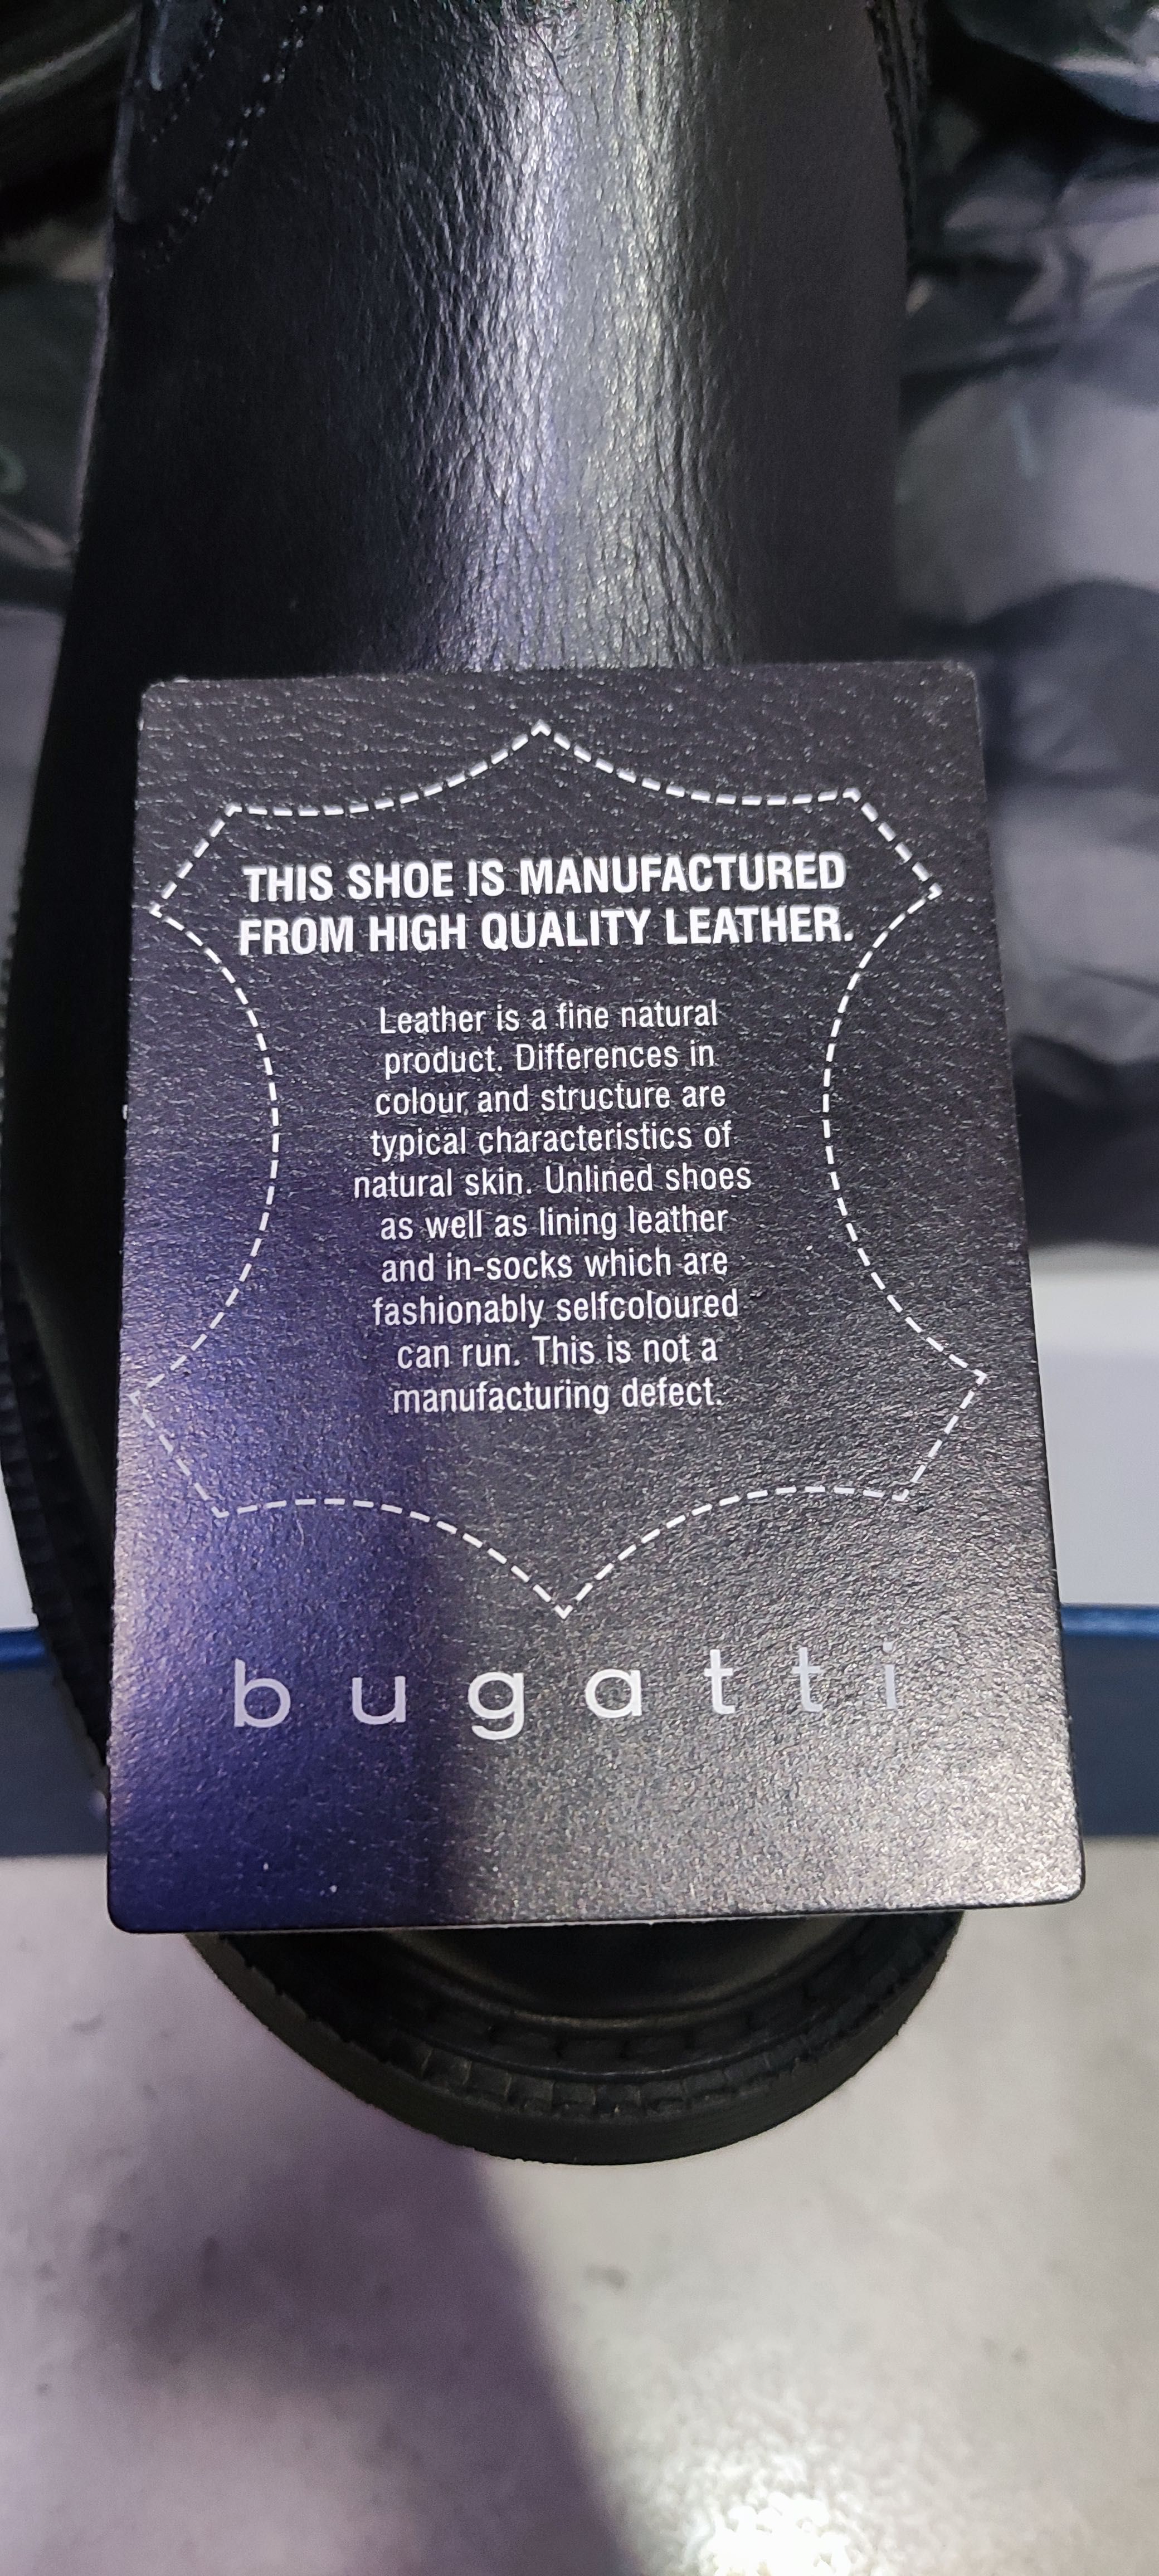 THIS SHOE IS MANUFACTURED
FROM HIGH QUALITY LEATHER.
Leather is a fine natural
product. Differences in
colour and structure are
typical characteristics of
natural skin. Unlined shoes
as well as lining leather
and in-socks which are
fashionably selfcoloured
can run. This is not a
manufacturing defect.
bugatti